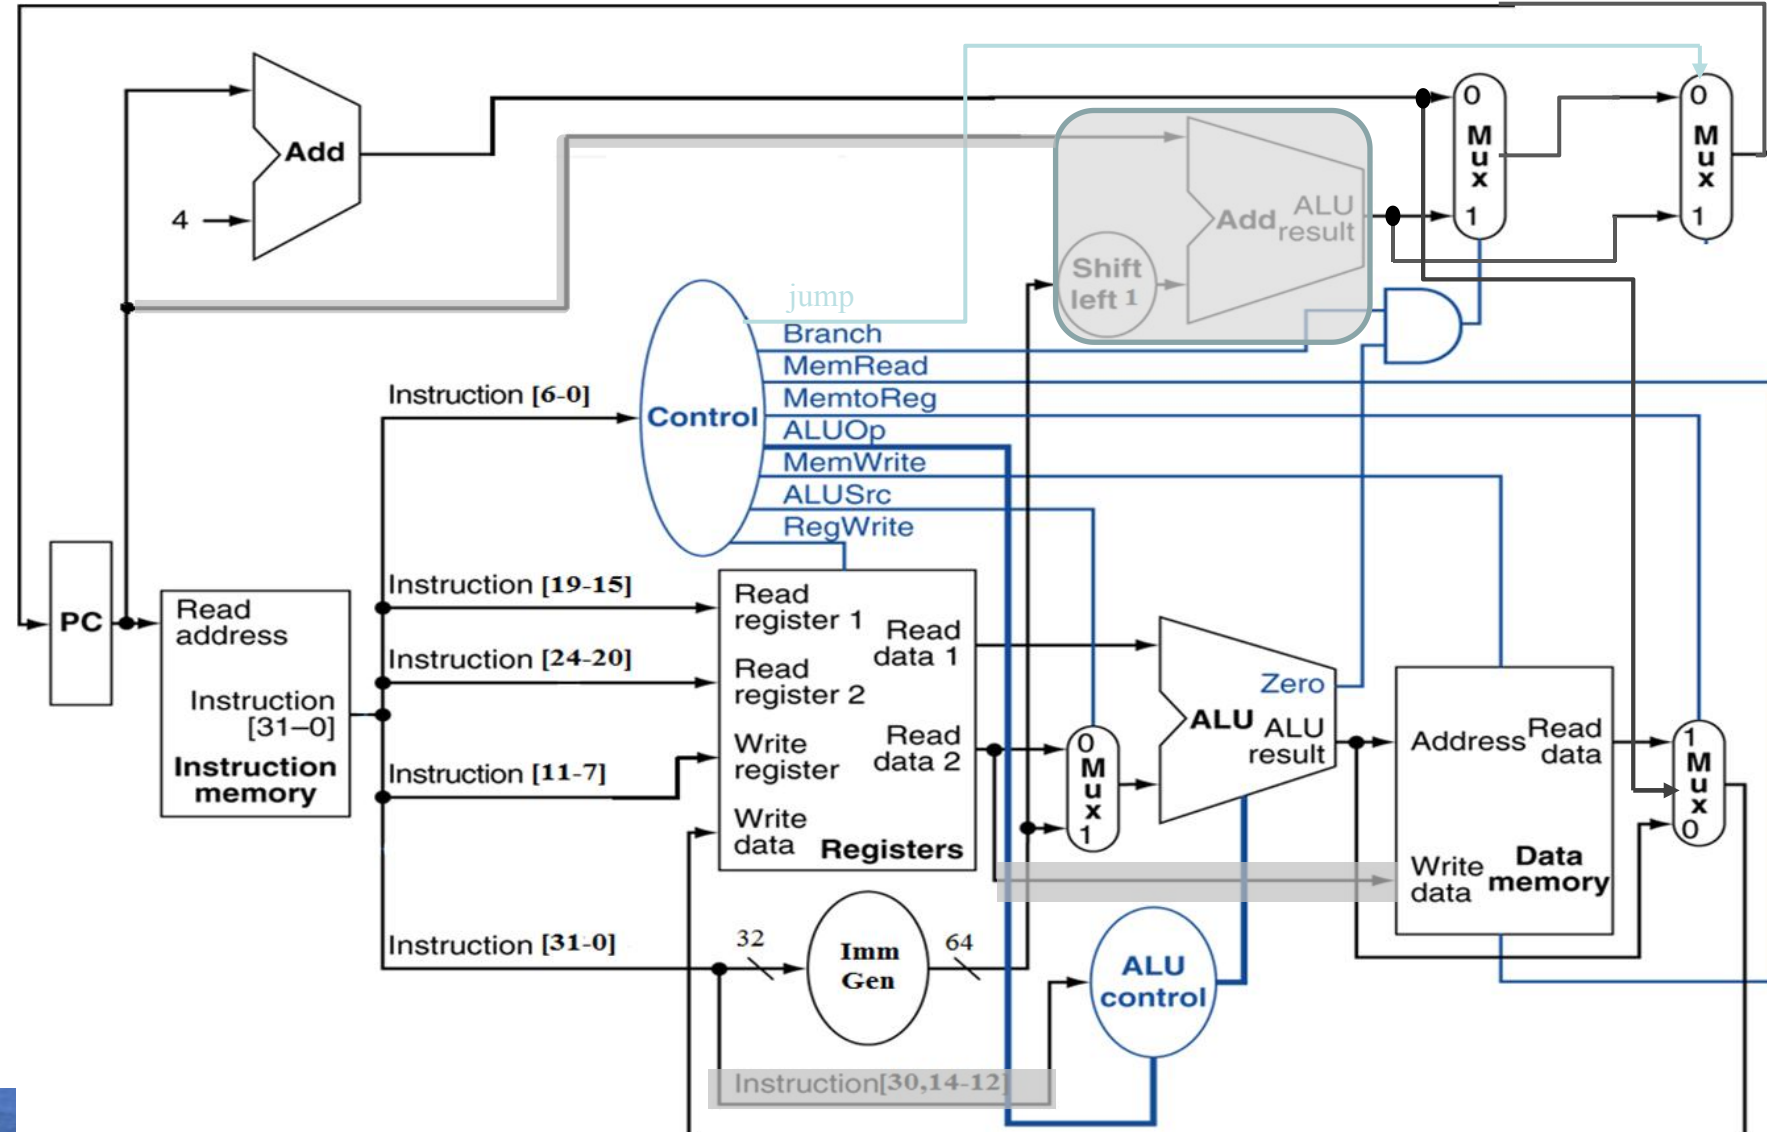 Add
4
jump
Branch
MemRead
MemtoReg
ALUOp
MemWrite
ALUSrc
RegWrite
Control
Shift
left 1
Add
ALU
result
0
M
u
x
1
0
M
u
x
1
Instruction [6-0]
Instruction [19-15]
Instruction [24-20]
Instruction [11-7]
Instruction [31-0]
PC
Read
address
Instruction
[31–0]
Instruction
memory
Read
register 1
Read
register 2
Write
register
Write
data
Read
data 1
Read
data 2
Registers
0
M
u
x
1
Zero
ALU
ALU
result
Address
Read
data
Write
data
Data
memory
1
M
u
x
0
32
Imm
Gen
64
ALU
control
Instruction[30,14-12]